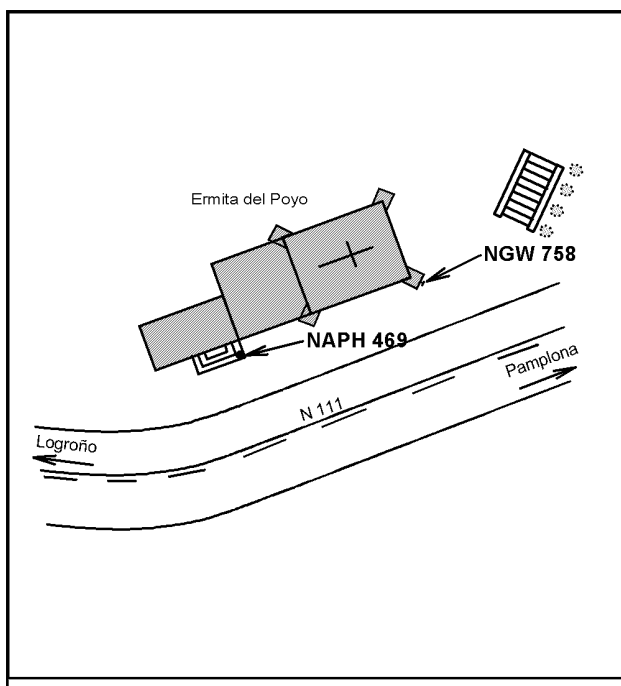 Ermita del Poyo
NGW 758
NAPH 469
Pamplona
N 111
Logroño